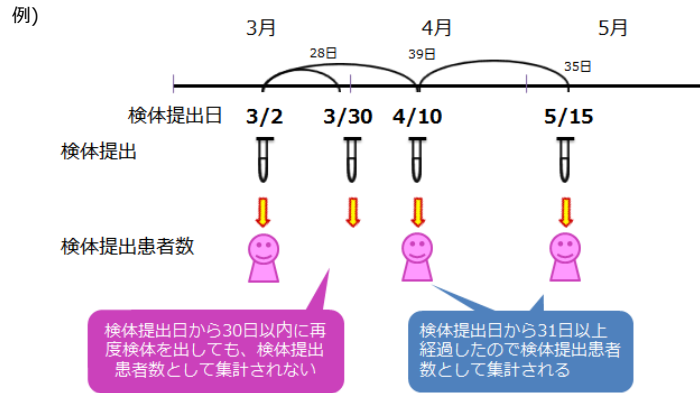 例)
3月
4月
5月
28日
39日
35日
検体提出日
3/2
3/30
4/10
5/15
検体提出
検体提出患者数
検体提出日から30日以内に再
度検体を出しても、検体提出
患者数として集計されない
検体提出日から31日以上
経過したので検体提出患者
数として集計される